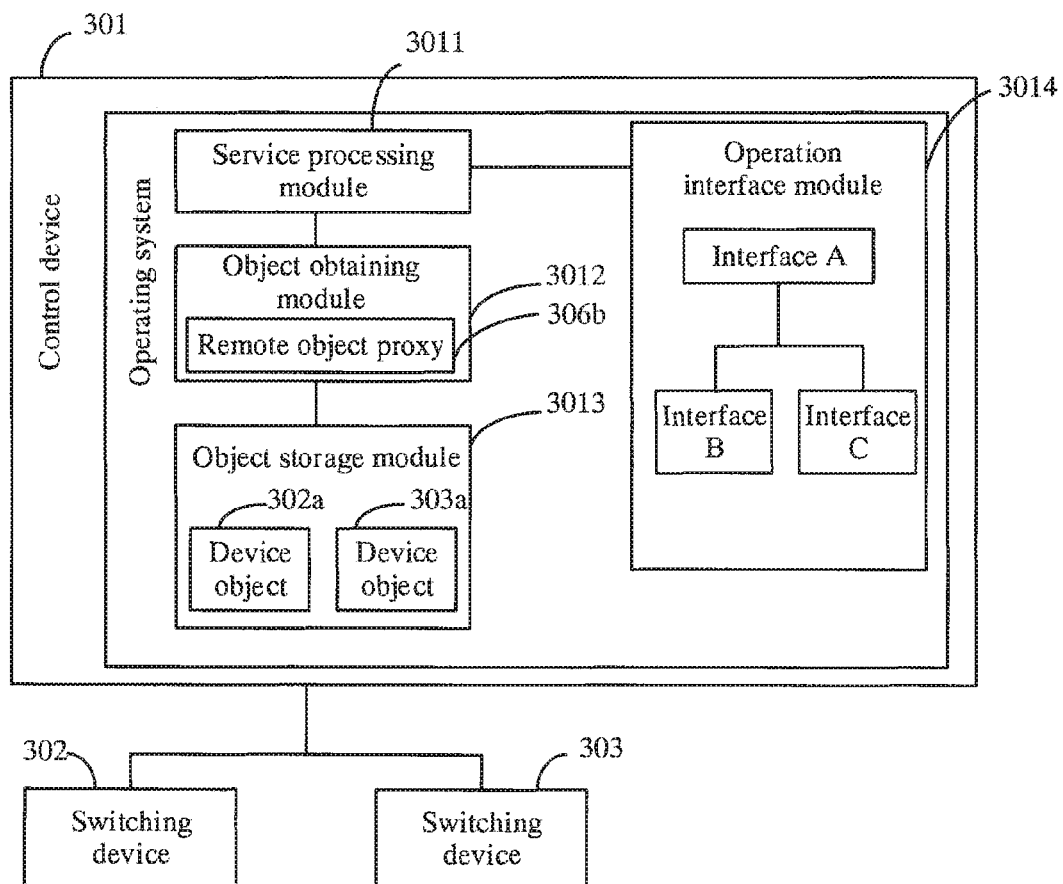 301
3011
3014
Control device
Operating system
Service processing
module
Operation
interface module
Interface A
Interface
B
Interface
C
Object obtaining
module
3012
306b
Remote object proxy
3013
Object storage module
302a
303a
Device
object
Device
object
302
303
Switching
device
Switching
device